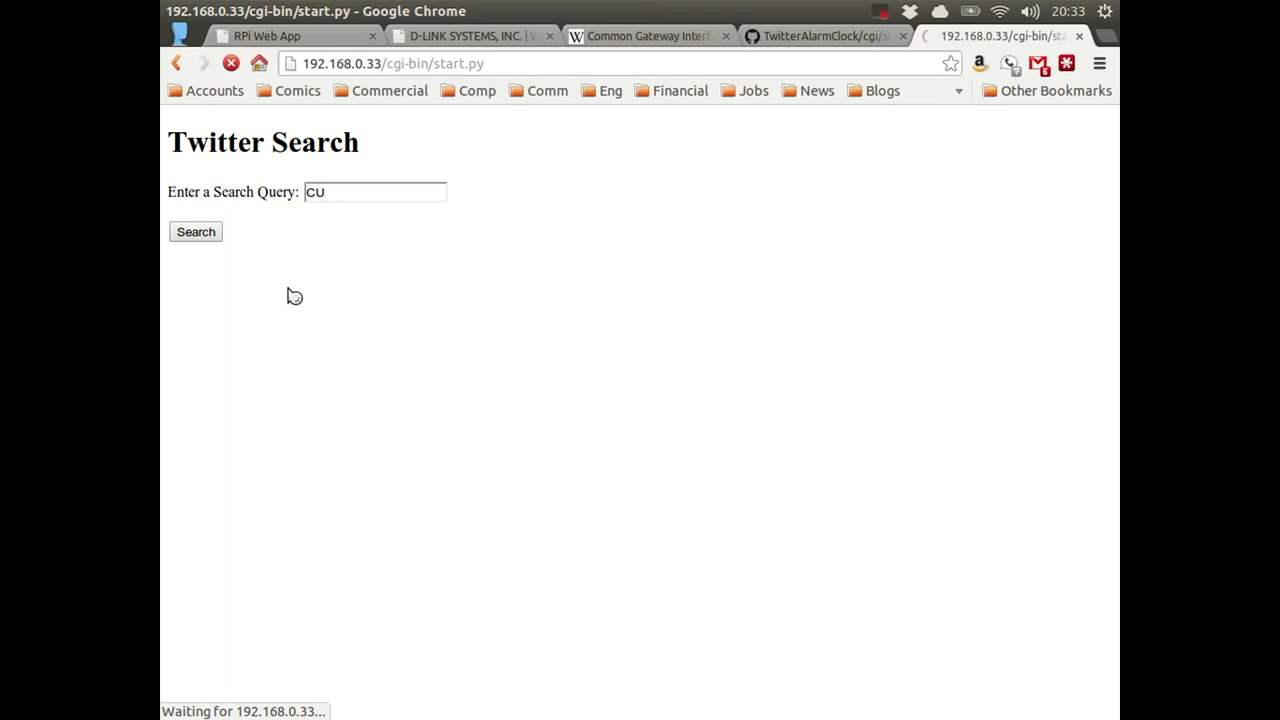 192.168.0.33/cgi-bin/start.py - Google Chrome
20:33
RPi Web App
D-LINK SYSTEMS, INC. |
W Common Gateway Interf
TwitterAlarmClock/cgi/
192.168.0.33/cgi-bin/sta
192.168.0.33/cgi-bin/start.py
a
?
6
Accounts Comics Commercial Comp Comm Eng Financial Jobs News Blogs Other Bookmarks
Twitter Search
Enter a Search Query: CU
Search
Waiting for 192.168.0.33...